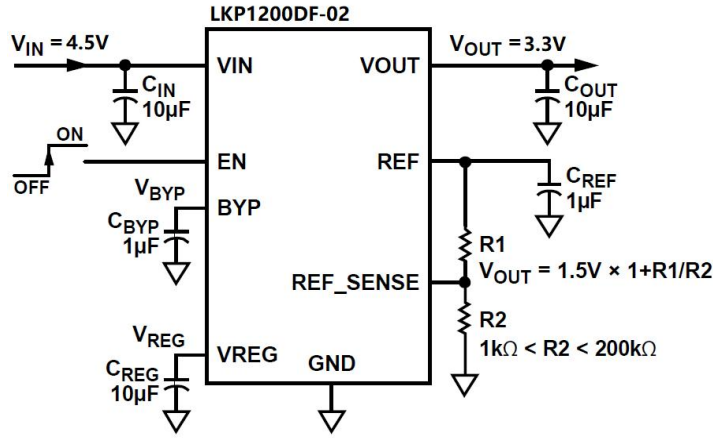 LKP1200DF-02
VIN = 4.5V
VOUT = 3.3V
VIN
VOUT
CIN
10µF
COUT
10µF
ON
OFF
EN
REF
CREF
1µF
VBYP
BYP
CBYP
1µF
R1
VOUT = 1.5V × 1+R1/R2
REF_SENSE
R2
1kΩ < R2 < 200kΩ
VREG
VREG
CREG
10µF
GND